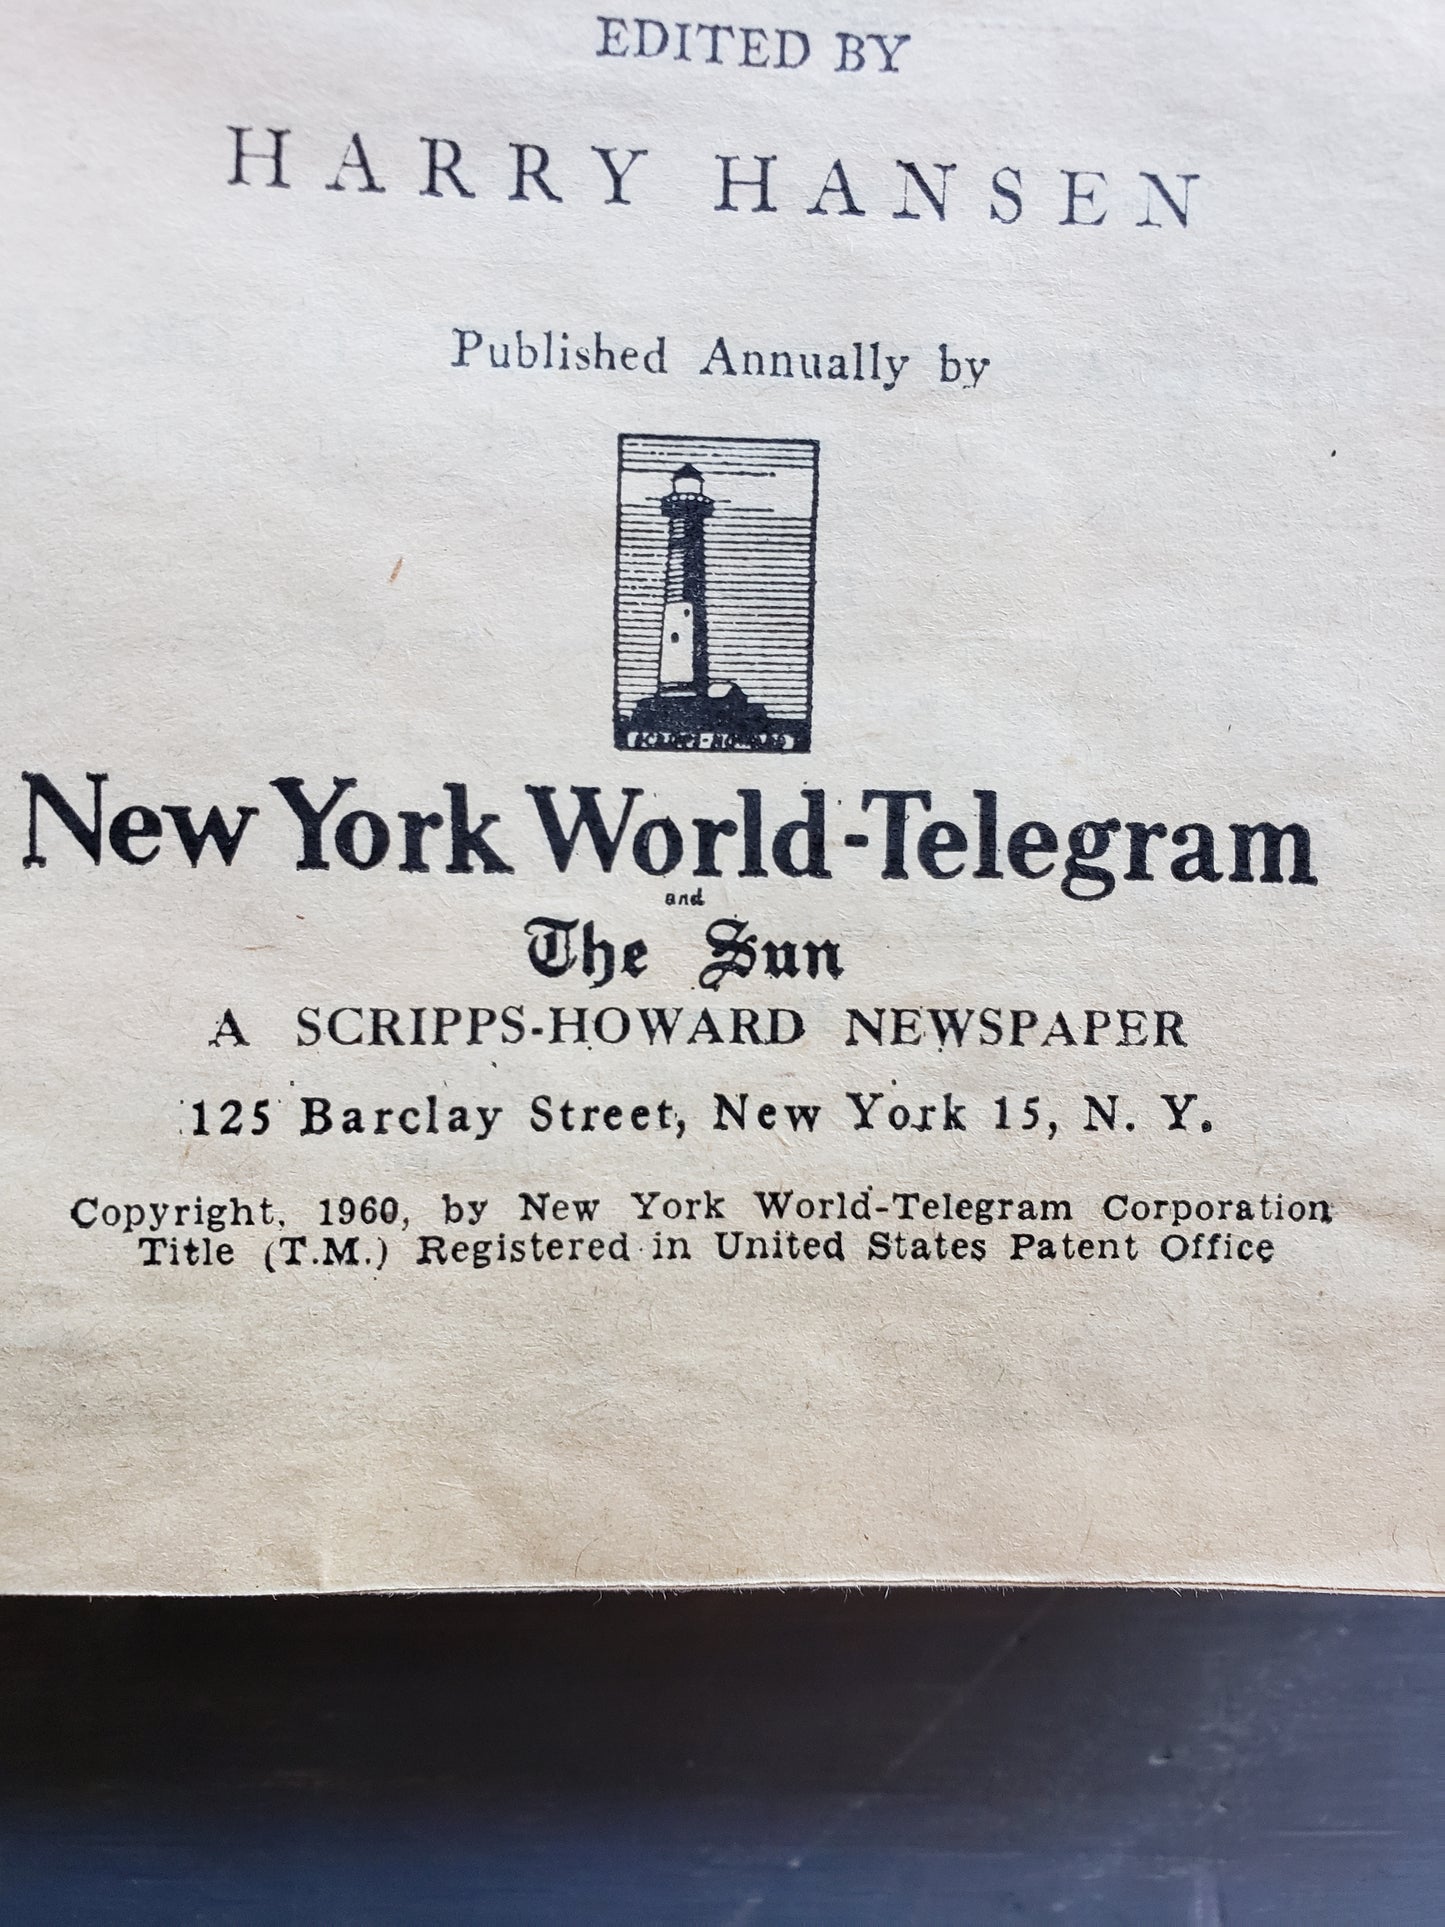 EDITED BY
HARRY HANSEN
Published Annually by
SCRIPPS-HOWARD
New York World-Telegram
and
The Sun
A SCRIPPS-HOWARD NEWSPAPER
125 Barclay Street, New York 15, N. Y.
Copyright, 1960, by New York World-Telegram Corporation
Title (T.M.) Registered in United States Patent Office